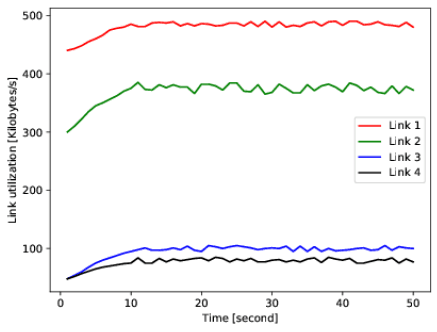 500
400
300
200
100
Link utilization [Kilobytes/s]
Link 1
Link 2
Link 3
Link 4
0 10 20 30 40 50
Time [second]